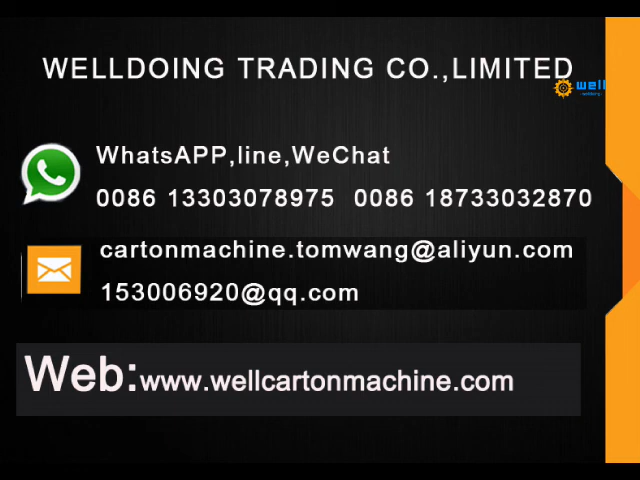 WELLDOING TRADING CO.,LIMITED
well
WhatsAPP,line,WeChat
0086 13303078975 0086 18733032870
cartonmachine.tomwang@aliyun.com
153006920@qq.com
Web:www.wellcartonmachine.com